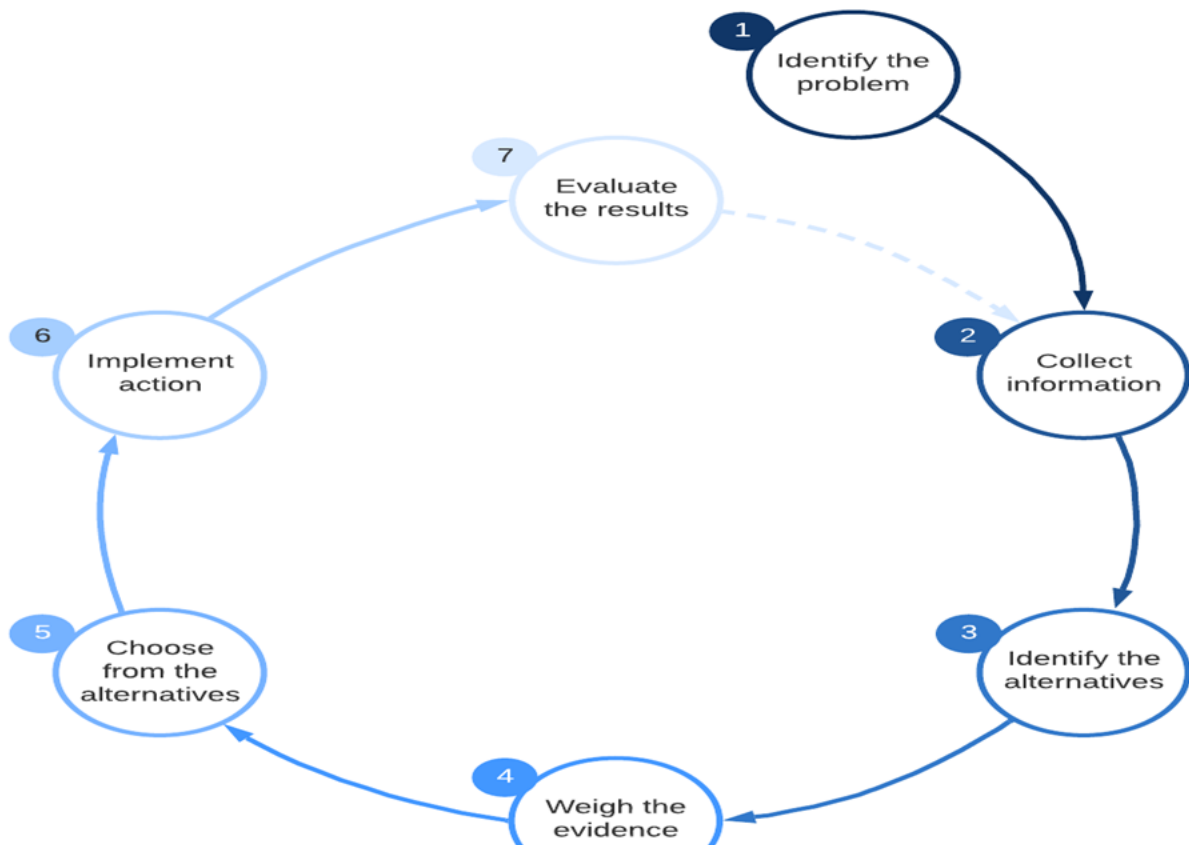 1
Identify the
problem
2
Collect
information
3
Identify the
alternatives
4
Weigh the
evidence
5
Choose
from the
alternatives
6
Implement
action
7
Evaluate
the results